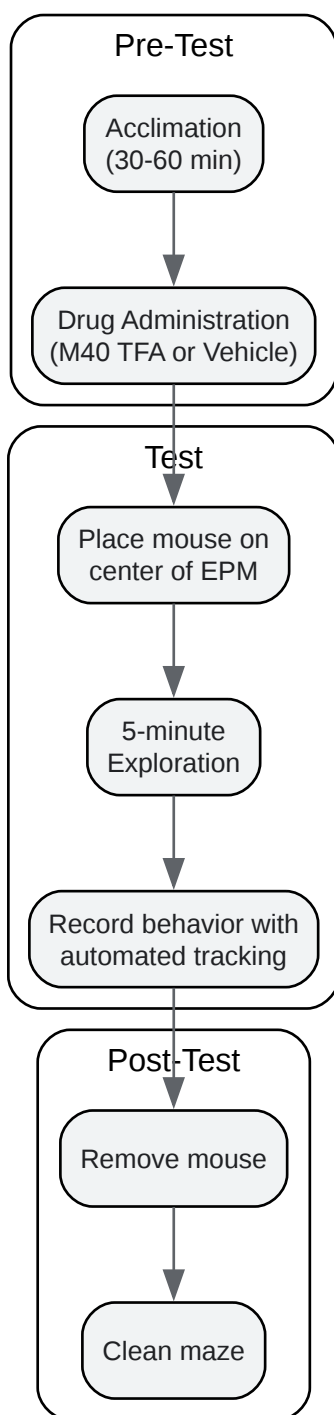 Pre-Test
Acclimation
(30-60 min)
Drug Administration
(M40 TFA or Vehicle)
Test
Place mouse on
center of EPM
5-minute
Exploration
Record behavior with
automated tracking
Post-Test
Remove mouse
Clean maze